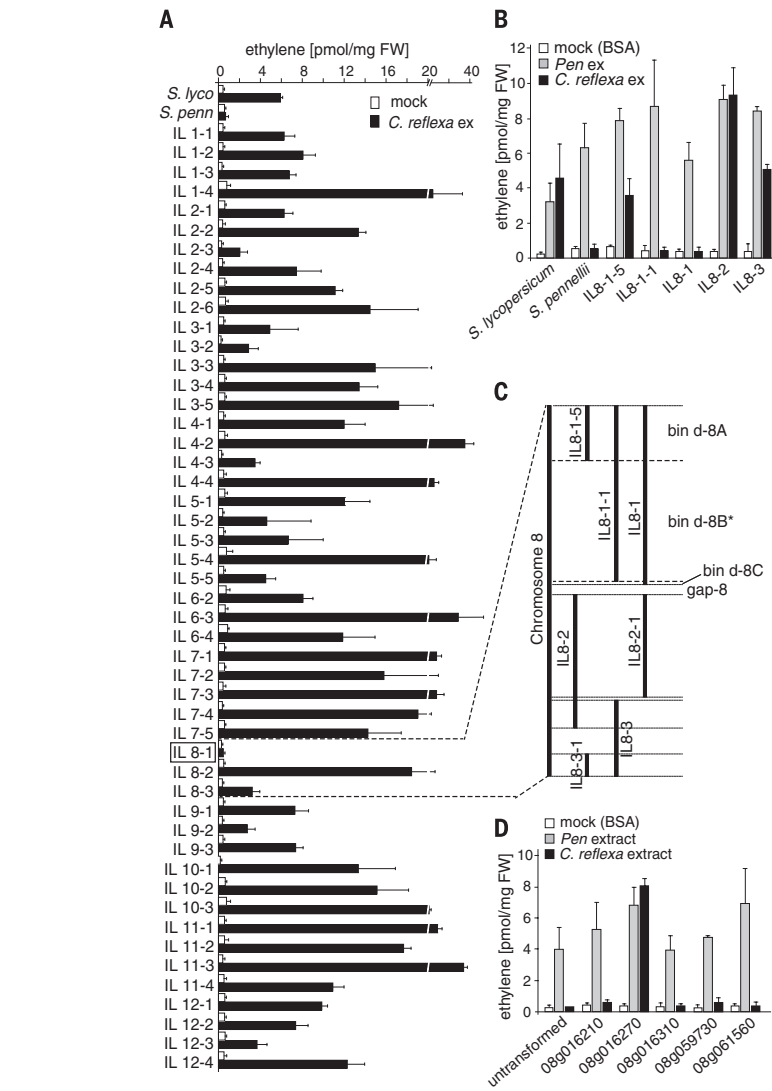 A
ethylene [pmol/mg FW]
0 4 8 12 16 20 40
mock
C. reflexa ex
S. lyco
S. penn
IL 1-1
IL 1-2
IL 1-3
IL 1-4
IL 2-1
IL 2-2
IL 2-3
IL 2-4
IL 2-5
IL 2-6
IL 3-1
IL 3-2
IL 3-3
IL 3-4
IL 3-5
IL 4-1
IL 4-2
IL 4-3
IL 4-4
IL 5-1
IL 5-2
IL 5-3
IL 5-4
IL 5-5
IL 6-2
IL 6-3
IL 6-4
IL 7-1
IL 7-2
IL 7-3
IL 7-4
IL 7-5
IL 8-1
IL 8-2
IL 8-3
IL 9-1
IL 9-2
IL 9-3
IL 10-1
IL 10-2
IL 10-3
IL 11-1
IL 11-2
IL 11-3
IL 11-4
IL 12-1
IL 12-2
IL 12-3
IL 12-4
B
mock (BSA)
Pen ex
C. reflexa ex
ethylene [pmol/mg FW]
12
10
8
6
4
2
0
S. lycopersicum
S. pennellii
IL8-1-5
IL8-1-1
IL8-1
IL8-2
IL8-3
C
Chromosome 8
IL8-1-5
IL8-1-1
IL8-1
IL8-2
IL8-2-1
IL8-3-1
IL8-3
bin d-8A
bin d-8B*
bin d-8C
gap-8
D
mock (BSA)
Pen extract
C. reflexa extract
ethylene [pmol/mg FW]
10
8
6
4
2
0
untransformed
08g016210
08g016270
08g016310
08g059730
08g061560